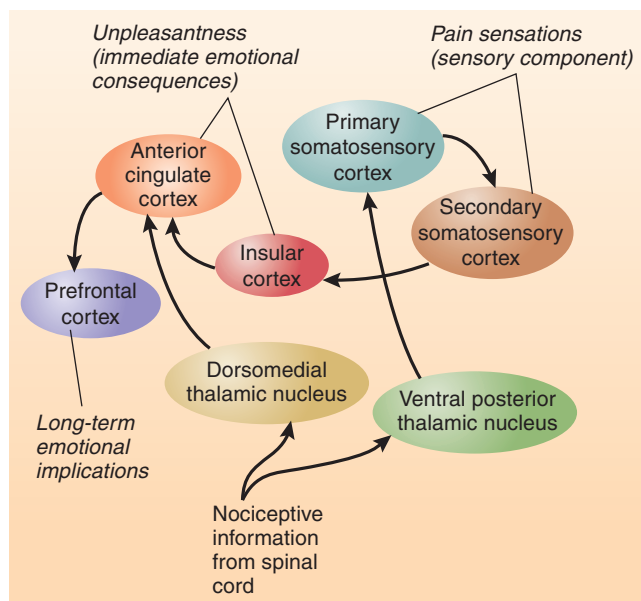 Unpleasantness
(immediate emotional
consequences)
Pain sensations
(sensory component)
Primary
somatosensory
cortex
Anterior
cingulate
cortex
Secondary
somatosensory
cortex
Insular
cortex
Prefrontal
cortex
Dorsomedial
thalamic nucleus
Ventral posterior
thalamic nucleus
Long-term
emotional
implications
Nociceptive
information
from spinal
cord